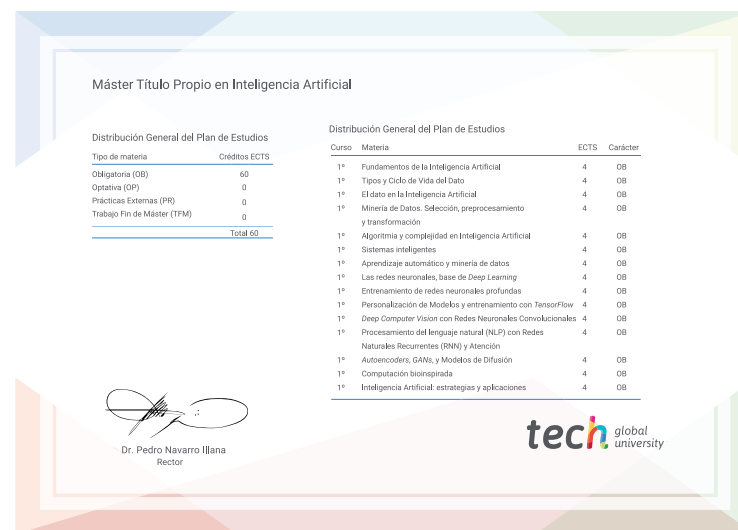 Máster Título Propio en Inteligencia Artificial
Distribución General del Plan de Estudios
Tipo de materia Créditos ECTS
Obligatoria (OB) 60
Optativa (OP) 0
Prácticas Externas (PR) 0
Trabajo Fin de Máster (TFM) 0
Total 60
Distribución General del Plan de Estudios
Curso Materia ECTS Carácter
1º Fundamentos de la Inteligencia Artificial 4 OB
1º Tipos y Ciclo de Vida del Dato 4 OB
1º El dato en la Inteligencia Artificial 4 OB
1º Minería de Datos. Selección, preprocesamiento 4 OB
y transformación
1º Algoritmia y complejidad en Inteligencia Artificial 4 OB
1º Sistemas inteligentes 4 OB
1º Aprendizaje automático y minería de datos 4 OB
1º Las redes neuronales, base de Deep Learning 4 OB
1º Entrenamiento de redes neuronales profundas 4 OB
1º Personalización de Modelos y entrenamiento con TensorFlow 4 OB
1º Deep Computer Vision con Redes Neuronales Convolucionales 4 OB
1º Procesamiento del lenguaje natural (NLP) con Redes 4 OB
Naturales Recurrentes (RNN) y Atención
1º Autoencoders, GANs, y Modelos de Difusión 4 OB
1º Computación bioinspirada 4 OB
1º Inteligencia Artificial: estrategias y aplicaciones 4 OB
Dr. Pedro Navarro Illana
Rector
tech global
university